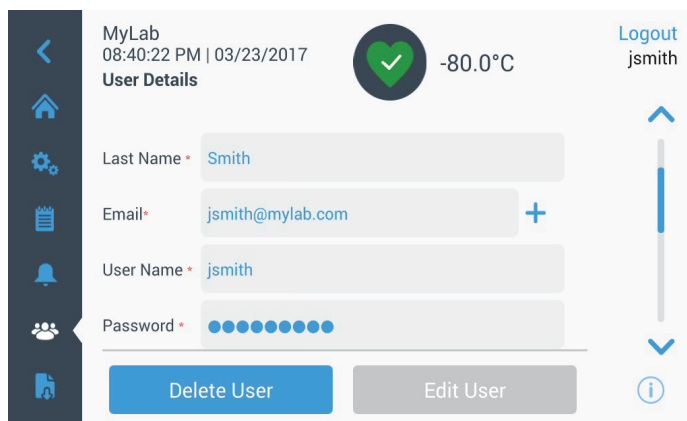 MyLab
08:40:22 PM | 03/23/2017
User Details
-80.0°C
Logout
jsmith
Last Name * Smith
Email* jsmith@mylab.com +
User Name * jsmith
Password * ●●●●●●●●●
Delete User
Edit User
i